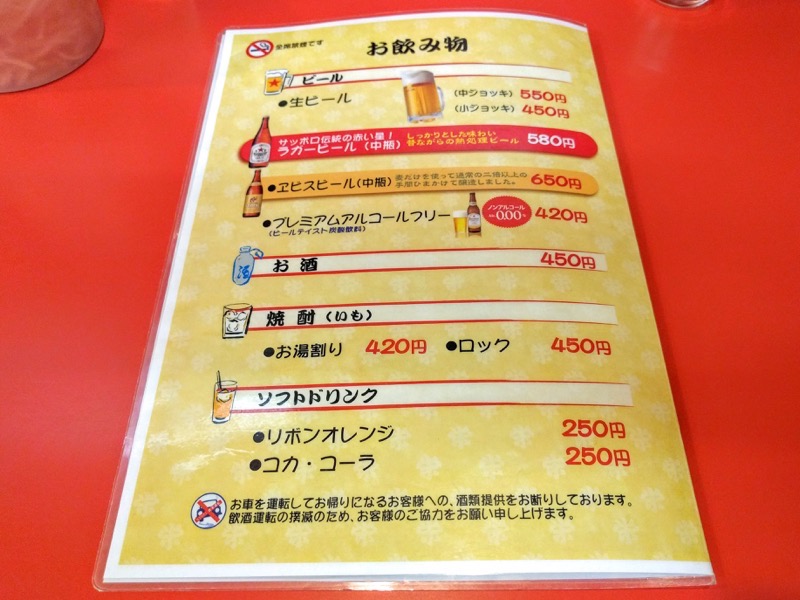 全席禁煙です
お飲み物
ビール
●生ビール (中ジョッキ) 550円
(小ジョッキ) 450円
サッポロ伝統の赤い星! しっかりとした味わい
ラガービール(中瓶) 昔ながらの熱処理ビール 580円
●ヱビスビール(中瓶) 麦だけを使って通常の二倍以上の 650円
手間ひまかけて醸造しました。
●プレミアムアルコールフリー ノンアルコール 0.00% 420円
(ビールテイスト炭酸飲料)
酒 お酒 450円
焼酎(いも)
●お湯割り 420円 ●ロック 450円
ソフトドリンク
●リボンオレンジ 250円
●コカ・コーラ 250円
お車を運転してお帰りになるお客様への、酒類提供をお断りしております。
飲酒運転の撲滅のため、お客様のご協力をお願い申し上げます。